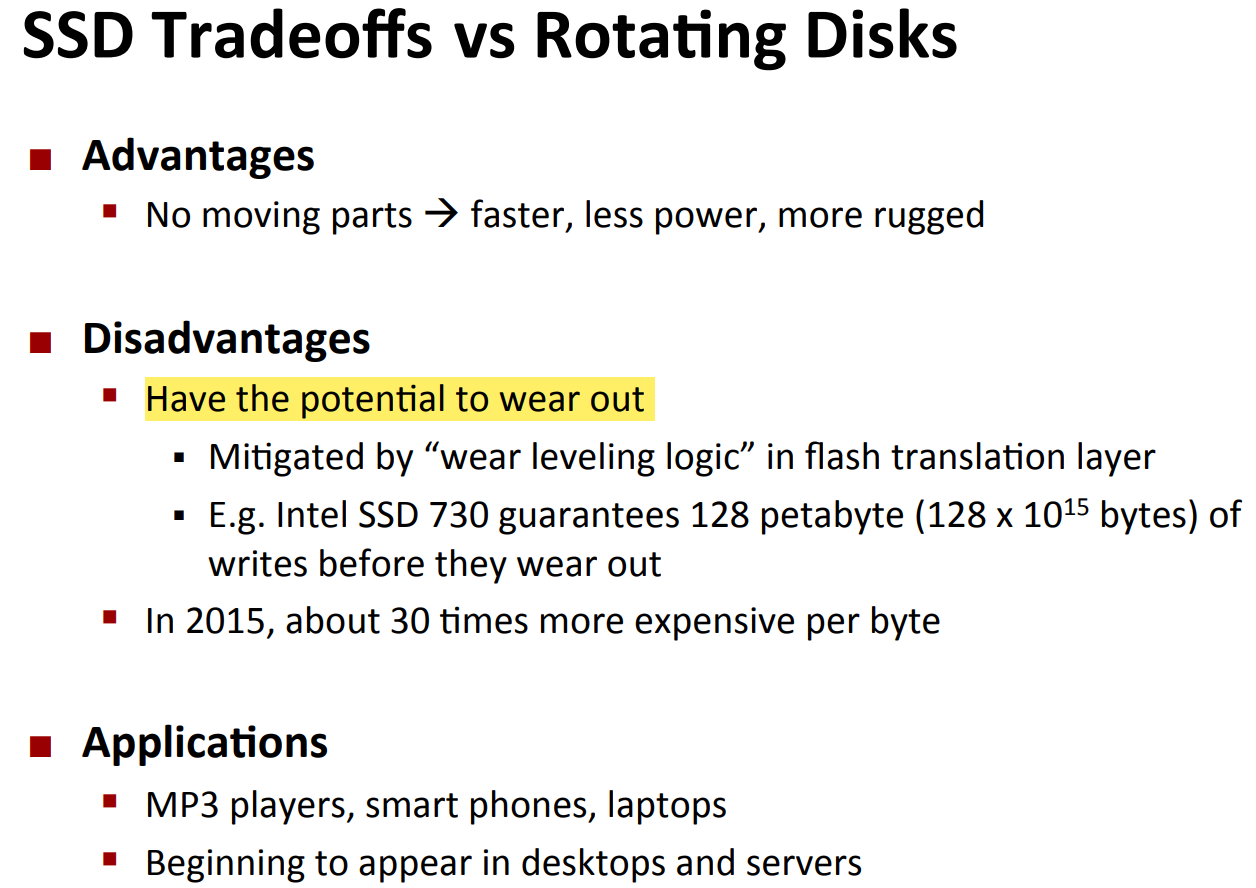 SSD Tradeoffs vs Rotating Disks
■ Advantages
▪ No moving parts → faster, less power, more rugged
■ Disadvantages
▪ Have the potential to wear out
▪ Mitigated by “wear leveling logic” in flash translation layer
▪ E.g. Intel SSD 730 guarantees 128 petabyte (128 x 10¹⁵ bytes) of
writes before they wear out
▪ In 2015, about 30 times more expensive per byte
■ Applications
▪ MP3 players, smart phones, laptops
▪ Beginning to appear in desktops and servers